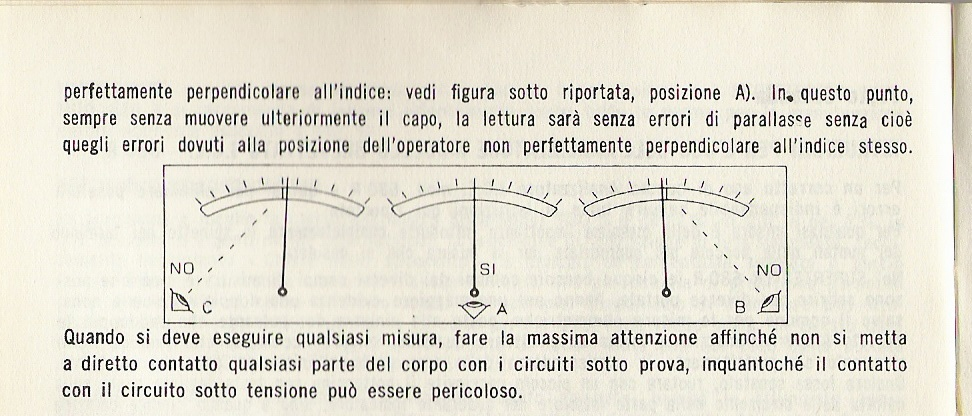 perfettamente perpendicolare all'indice: vedi figura sotto riportata, posizione A). In questo punto,
sempre senza muovere ulteriormente il capo, la lettura sarà senza errori di parallasse senza cioè
quegli errori dovuti alla posizione dell'operatore non perfettamente perpendicolare all'indice stesso.
NO SI NO
C A B
Quando si deve eseguire qualsiasi misura, fare la massima attenzione affinché non si metta
a diretto contatto qualsiasi parte del corpo con i circuiti sotto prova, inquantoché il contatto
con il circuito sotto tensione può essere pericoloso.